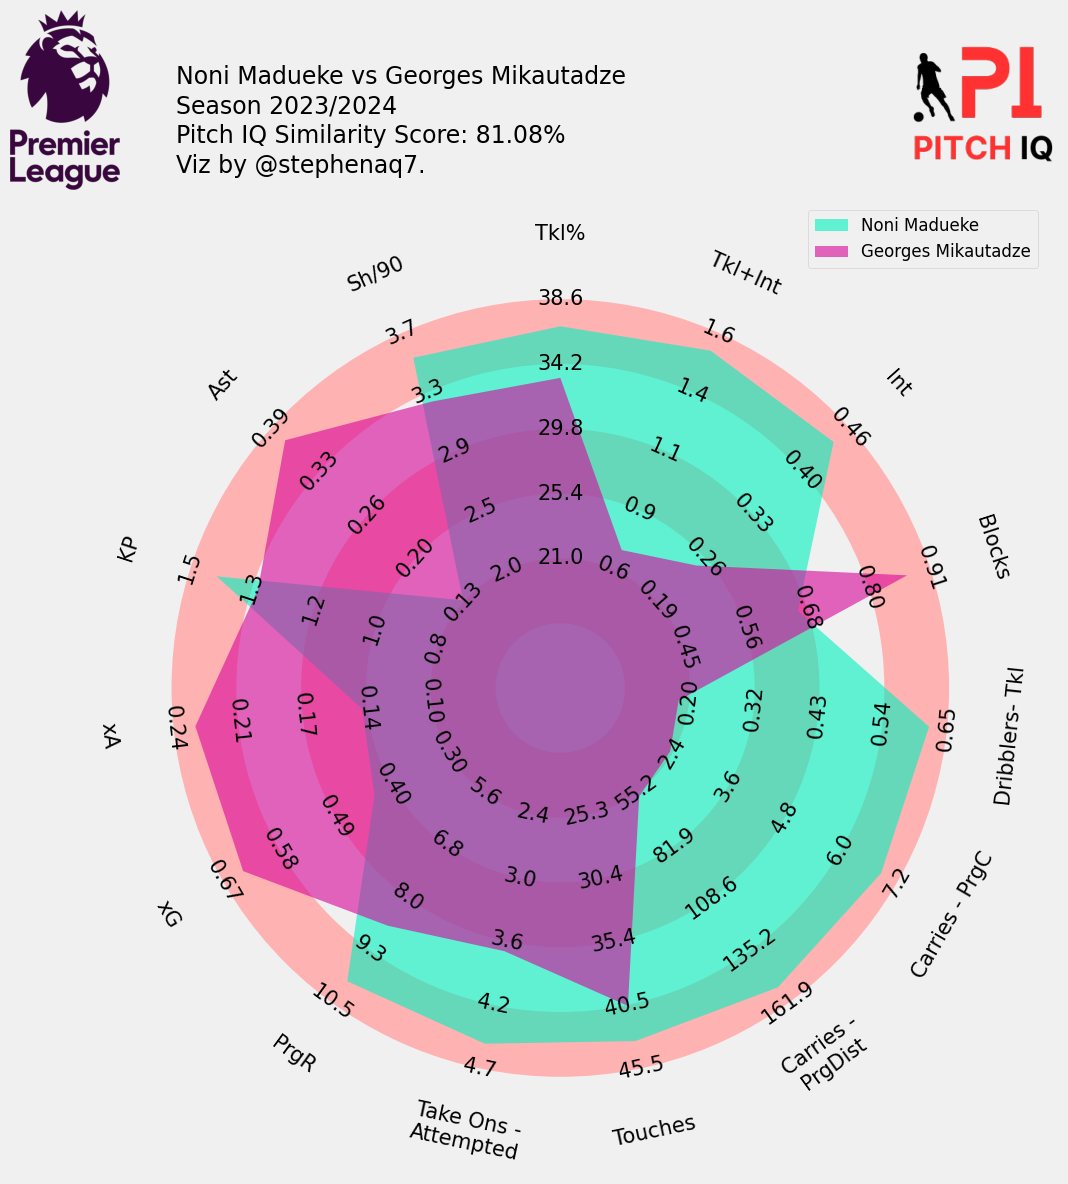 Premier
League
Noni Madueke vs Georges Mikautadze
Season 2023/2024
Pitch IQ Similarity Score: 81.08%
Viz by @stephenaq7.
PI
PITCH IQ
Noni Madueke
Georges Mikautadze
Tkl%
38.6
34.2
29.8
25.4
21.0
Tkl+Int
1.6
1.4
1.1
0.9
0.6
Int
0.46
0.40
0.33
0.26
0.19
Blocks
0.91
0.80
0.68
0.56
0.45
Dribblers- Tkl
0.65
0.54
0.43
0.32
0.20
Carries - PrgC
7.2
6.0
4.8
3.6
2.4
Carries -
PrgDist
161.9
135.2
108.6
81.9
55.2
Touches
45.5
40.5
35.4
30.4
25.3
Take Ons -
Attempted
4.7
4.2
3.6
3.0
2.4
PrgR
10.5
9.3
8.0
6.8
5.6
xG
0.67
0.58
0.49
0.40
0.30
xA
0.24
0.21
0.17
0.14
0.10
KP
1.5
1.3
1.2
1.0
0.8
Ast
0.39
0.33
0.26
0.20
0.13
Sh/90
3.7
3.3
2.9
2.5
2.0